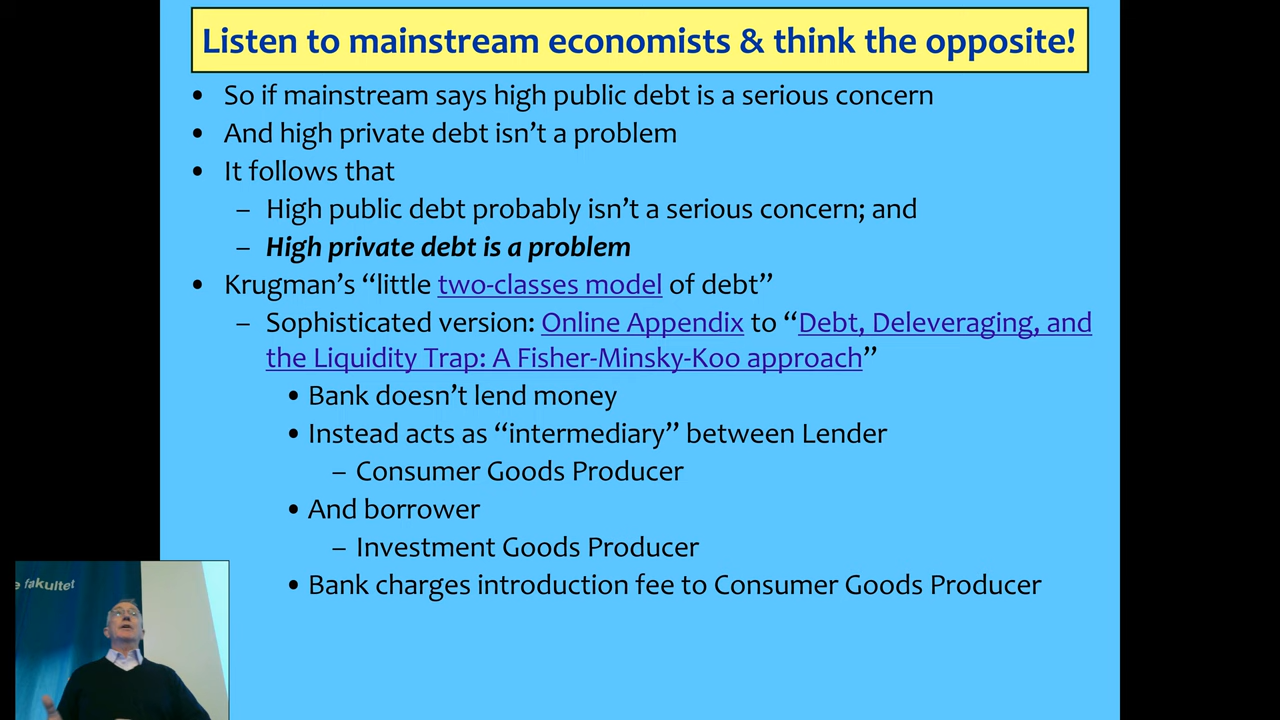 Listen to mainstream economists & think the opposite!
• So if mainstream says high public debt is a serious concern
• And high private debt isn’t a problem
• It follows that
– High public debt probably isn’t a serious concern; and
– High private debt is a problem
• Krugman’s “little two-classes model of debt”
– Sophisticated version: Online Appendix to “Debt, Deleveraging, and
the Liquidity Trap: A Fisher-Minsky-Koo approach”
• Bank doesn’t lend money
• Instead acts as “intermediary” between Lender
– Consumer Goods Producer
• And borrower
– Investment Goods Producer
• Bank charges introduction fee to Consumer Goods Producer
fakultet